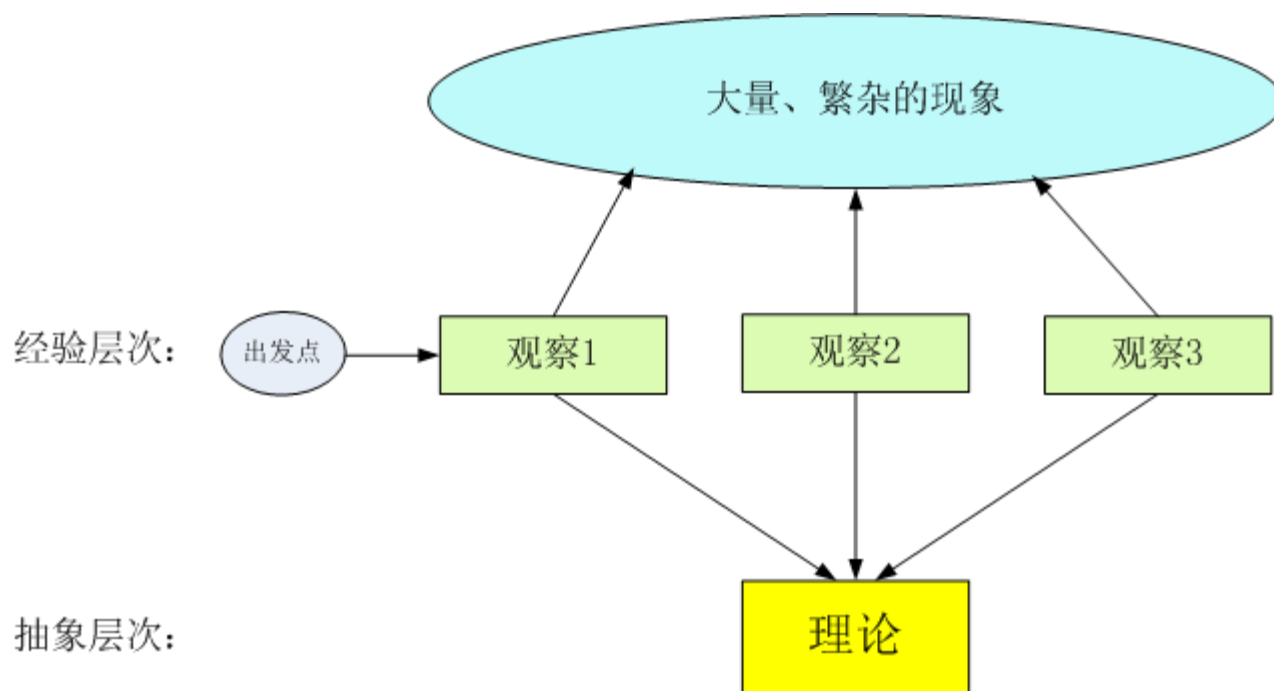 大量、繁杂的现象
经验层次：
出发点
观察1
观察2
观察3
抽象层次：
理论